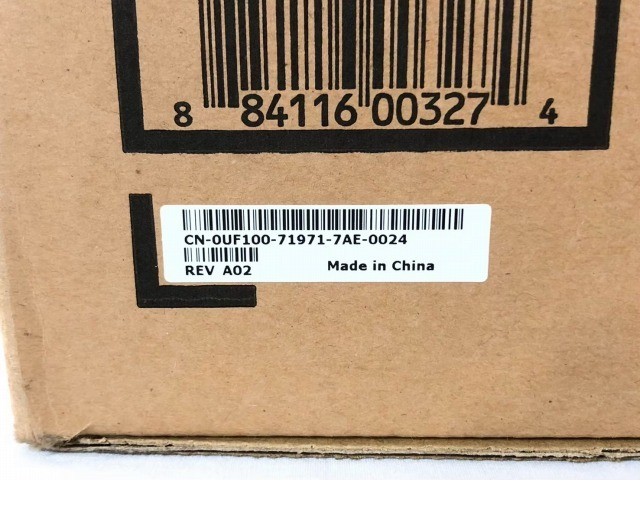 8 84116 00327 4
CN-0UF100-71971-7AE-0024
REV A02 Made in China